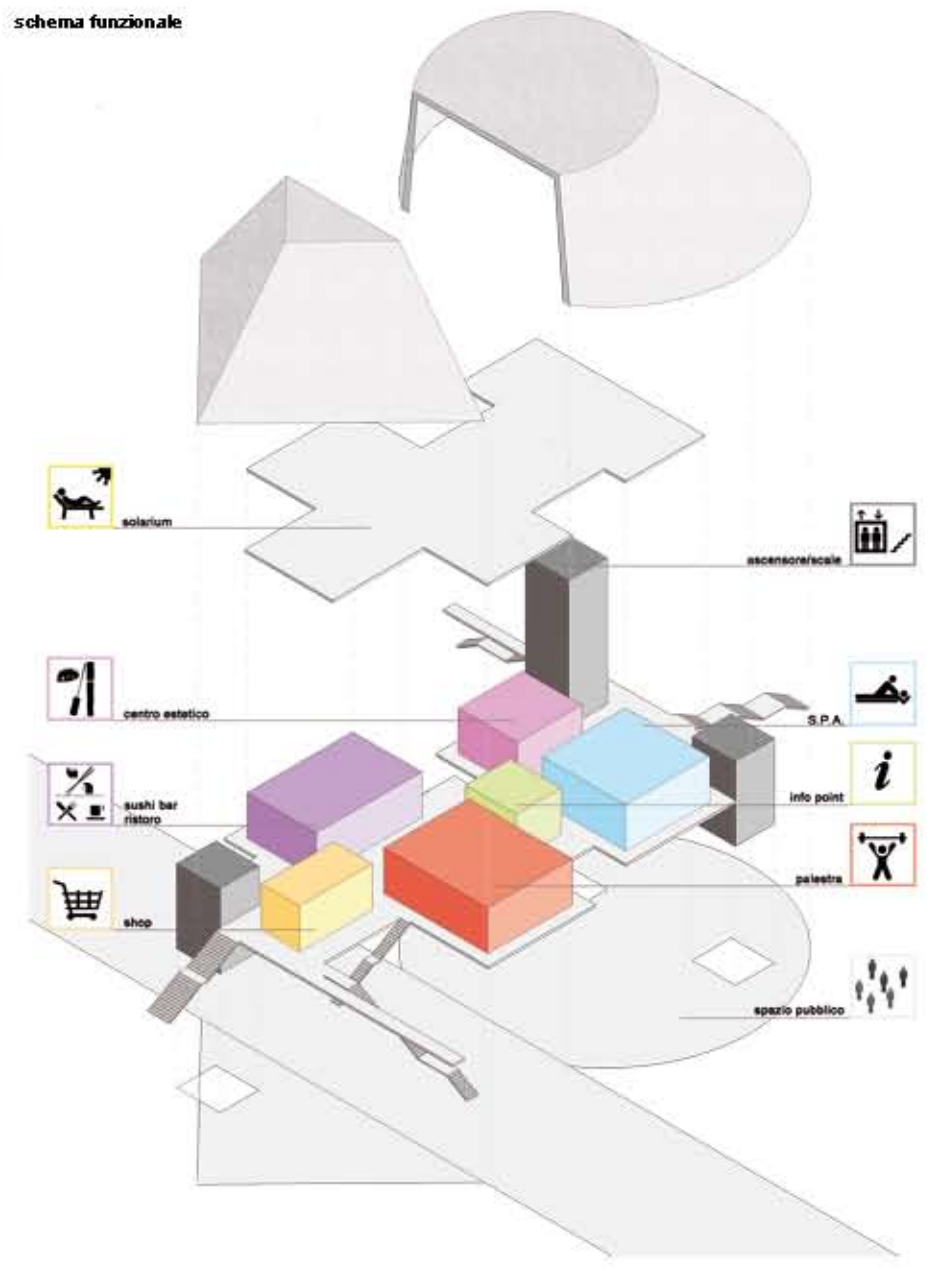 schema funzionale
solarium
ascensore/scale
centro estetico
S.P.A.
sushi bar
ristoro
info point
i
palestra
shop
spazio pubblico